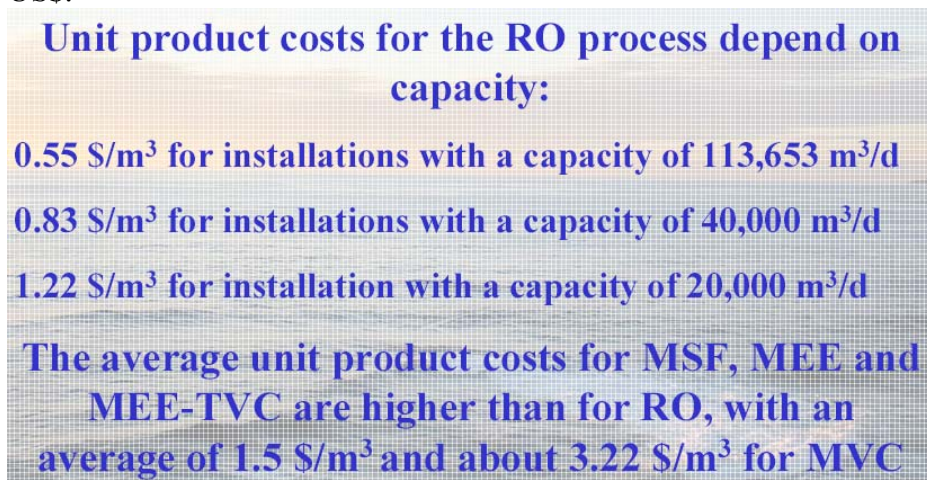 Unit product costs for the RO process depend on
capacity:
0.55 $/m³ for installations with a capacity of 113,653 m³/d
0.83 $/m³ for installations with a capacity of 40,000 m³/d
1.22 $/m³ for installation with a capacity of 20,000 m³/d
The average unit product costs for MSF, MEE and
MEE-TVC are higher than for RO, with an
average of 1.5 $/m³ and about 3.22 $/m³ for MVC